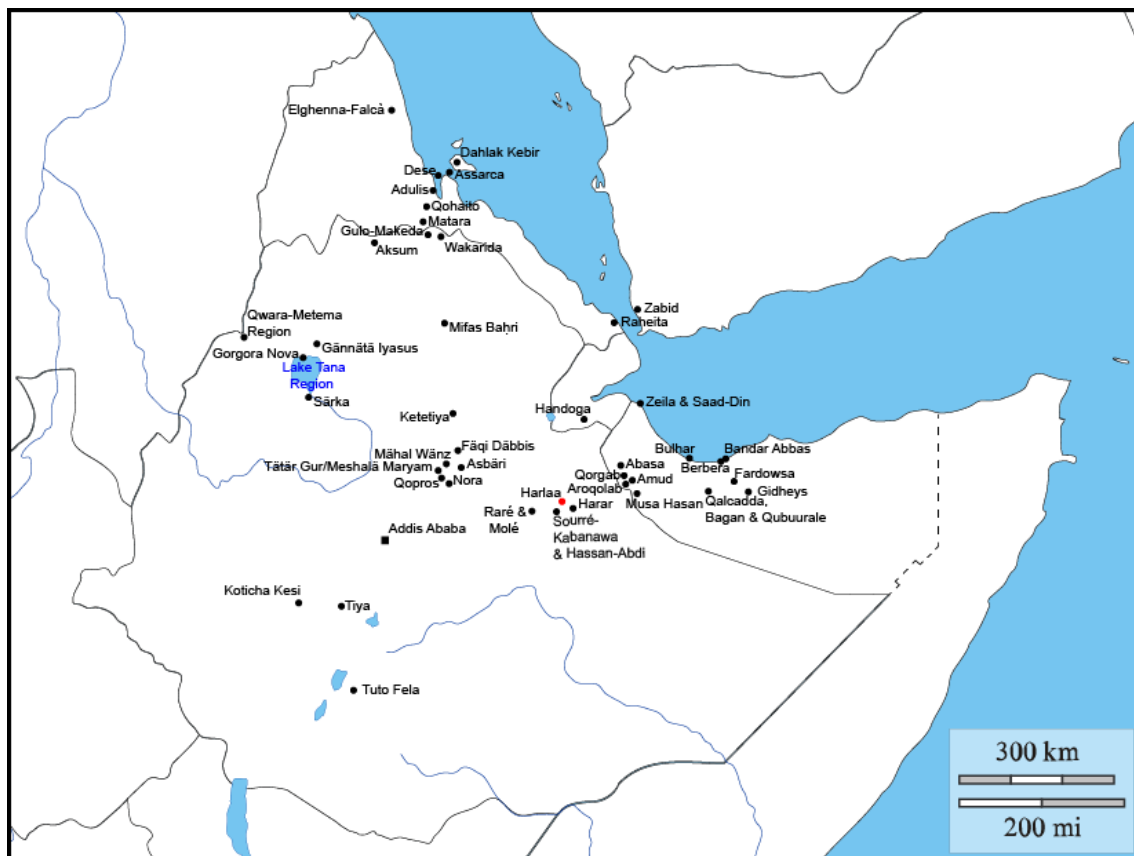 Elghenna-Falcà
Dahlak Kebir
Dese
Assarca
Adulis
Qohaito
Matara
Gulo-Makeda
Wakarida
Aksum
Zabid
Raheita
Qwara-Metema
Region
Mifas Baḥri
Gännätä Iyasus
Gorgora Nova
Lake Tana
Region
Särka
Zeila & Saad-Din
Ketetiya
Handoga
Fäqi Däbbis
Mähal Wänz
Tätär Gur/Meshalä Maryam
Asbäri
Qopros
Nora
Bulhar
Bandar Abbas
Berbera
Abasa
Qorgab
Amud
Aroqolab
Fardowsa
Gidheys
Musa Hasan
Qalcadda,
Bagan & Qubuurale
Harlaa
Harar
Raré &
Molé
Sourré-
Kabanawa
& Hassan-Abdi
Addis Ababa
Koticha Kesi
Tiya
Tuto Fela
300 km
200 mi